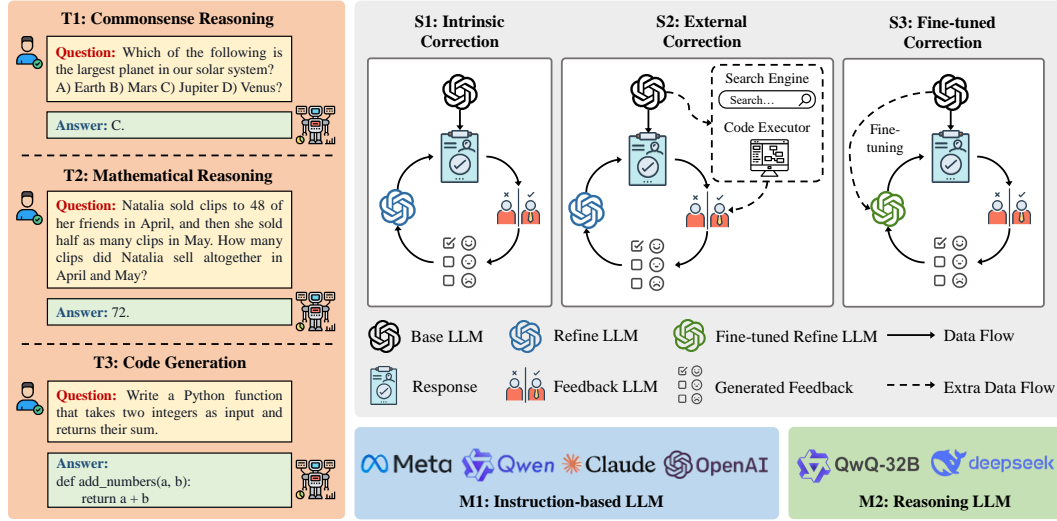 T1: Commonsense Reasoning
Question: Which of the following is
the largest planet in our solar system?
A) Earth B) Mars C) Jupiter D) Venus?
Answer: C.
T2: Mathematical Reasoning
Question: Natalia sold clips to 48 of
her friends in April, and then she sold
half as many clips in May. How many
clips did Natalia sell altogether in
April and May?
Answer: 72.
T3: Code Generation
Question: Write a Python function
that takes two integers as input and
returns their sum.
Answer:
def add_numbers(a, b):
return a + b
S1: Intrinsic
Correction
S2: External
Correction
Search Engine
Search...
Code Executor
S3: Fine-tuned
Correction
Fine-
tuning
Base LLM
Refine LLM
Fine-tuned Refine LLM
Data Flow
Response
Feedback LLM
Generated Feedback
Extra Data Flow
Meta
Qwen
Claude
OpenAI
M1: Instruction-based LLM
QwQ-32B
deepseek
M2: Reasoning LLM